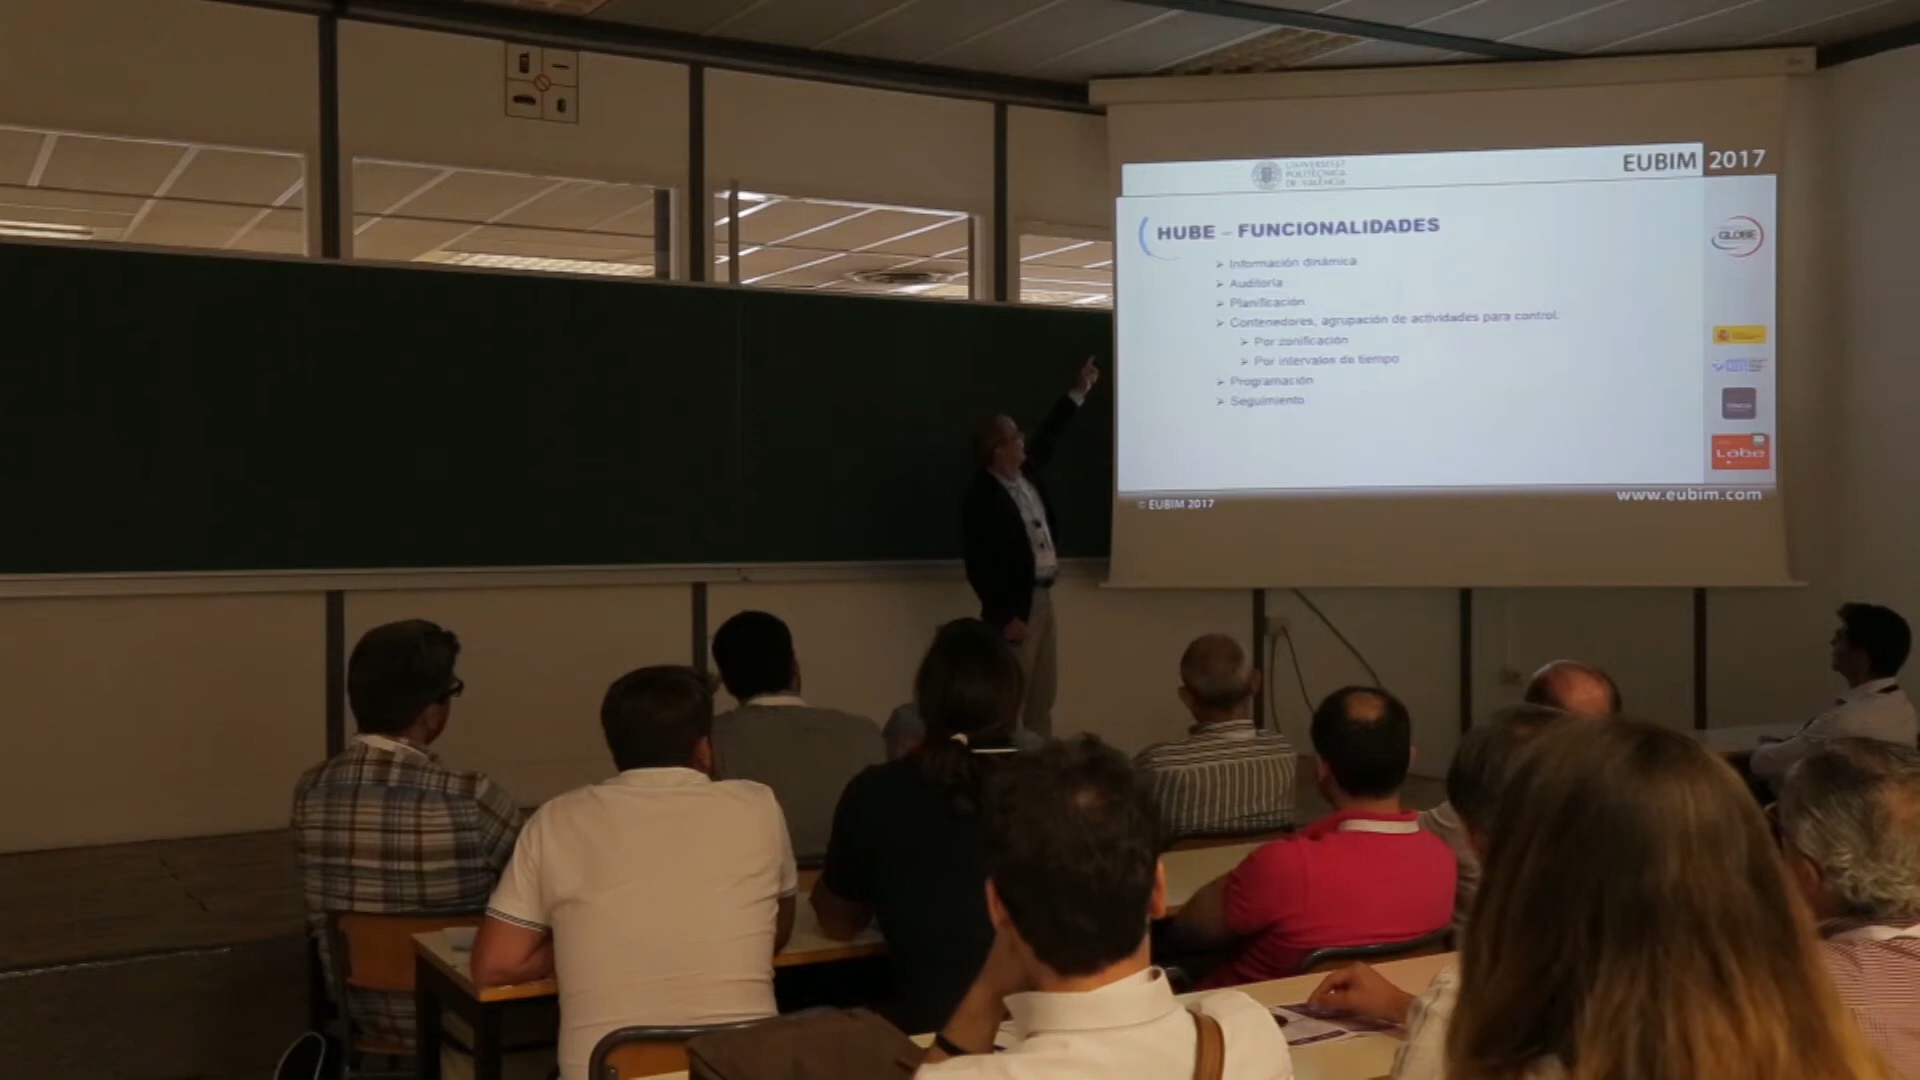 UNIVERSITAT
POLITÈCNICA
DE VALÈNCIA
EUBIM 2017
HUBE – FUNCIONALIDADES
GLOBE
➢ Información dinámica
➢ Auditoría
➢ Planificación
➢ Contenedores, agrupación de actividades para control.
➢ Por zonificación
➢ Por intervalos de tiempo
➢ Programación
➢ Seguimiento
Lobe
© EUBIM 2017
www.eubim.com